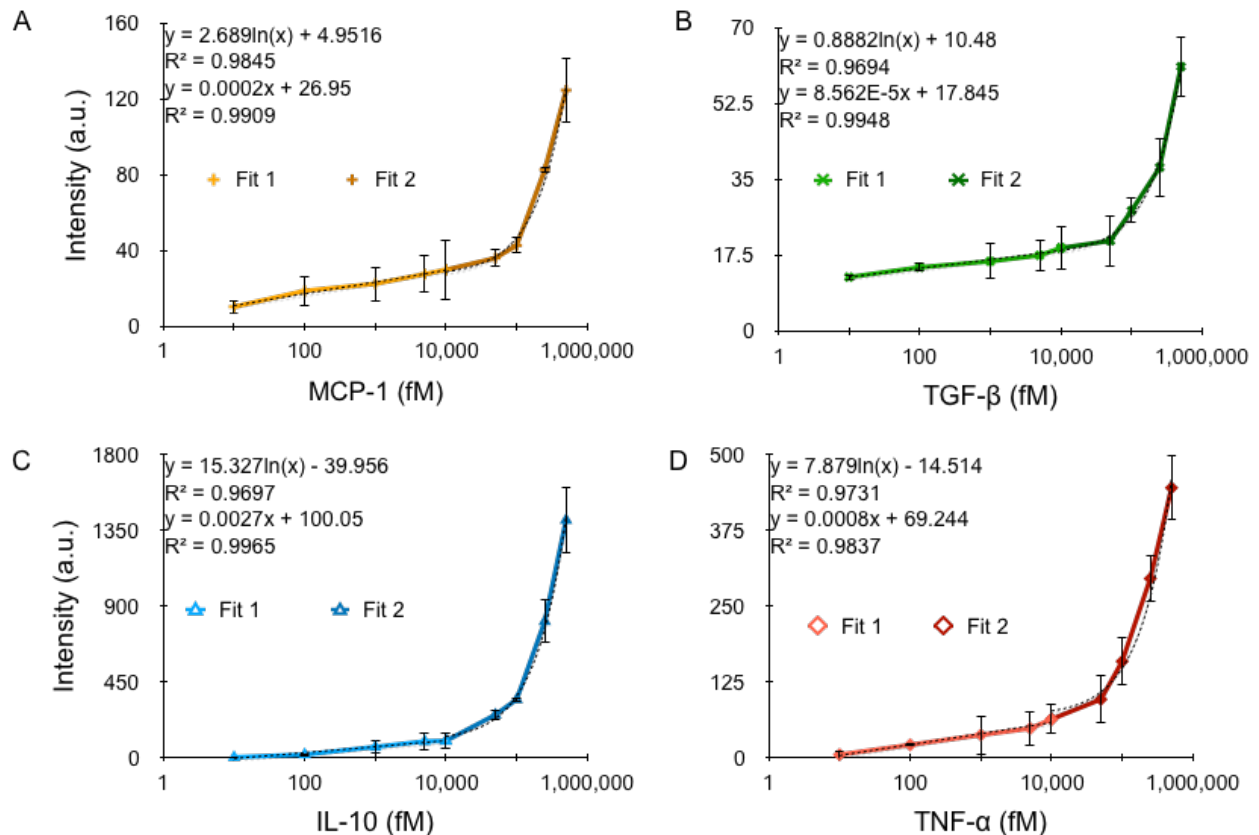 A
160
120
80
40
0
Intensity (a.u.)
y = 2.689ln(x) + 4.9516
R² = 0.9845
y = 0.0002x + 26.95
R² = 0.9909
Fit 1 Fit 2
1 100 10,000 1,000,000
MCP-1 (fM)
B
70
52.5
35
17.5
0
y = 0.8882ln(x) + 10.48
R² = 0.9694
y = 8.562E-5x + 17.845
R² = 0.9948
Fit 1 Fit 2
1 100 10,000 1,000,000
TGF-β (fM)
C
1800
1350
900
450
0
Intensity (a.u.)
y = 15.327ln(x) - 39.956
R² = 0.9697
y = 0.0027x + 100.05
R² = 0.9965
Fit 1 Fit 2
1 100 10,000 1,000,000
IL-10 (fM)
D
500
375
250
125
0
y = 7.879ln(x) - 14.514
R² = 0.9731
y = 0.0008x + 69.244
R² = 0.9837
Fit 1 Fit 2
1 100 10,000 1,000,000
TNF-α (fM)